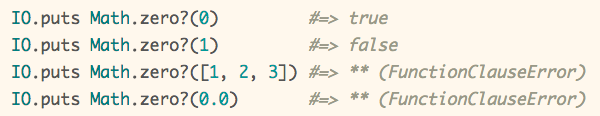 IO.puts Math.zero?(0)         #=> true
IO.puts Math.zero?(1)         #=> false
IO.puts Math.zero?([1, 2, 3]) #=> ** (FunctionClauseError)
IO.puts Math.zero?(0.0)       #=> ** (FunctionClauseError)